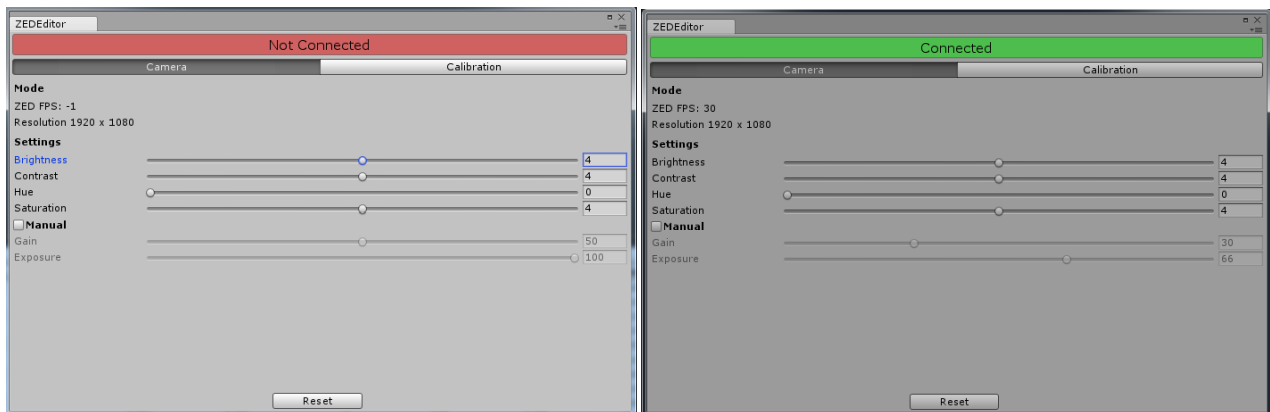 ZEDEditor
Not Connected
Camera Calibration
Mode
ZED FPS: -1
Resolution 1920 x 1080
Settings
Brightness 4
Contrast 4
Hue 0
Saturation 4
Manual
Gain 50
Exposure 100
Reset
ZEDEditor
Connected
Camera Calibration
Mode
ZED FPS: 30
Resolution 1920 x 1080
Settings
Brightness 4
Contrast 4
Hue 0
Saturation 4
Manual
Gain 30
Exposure 66
Reset